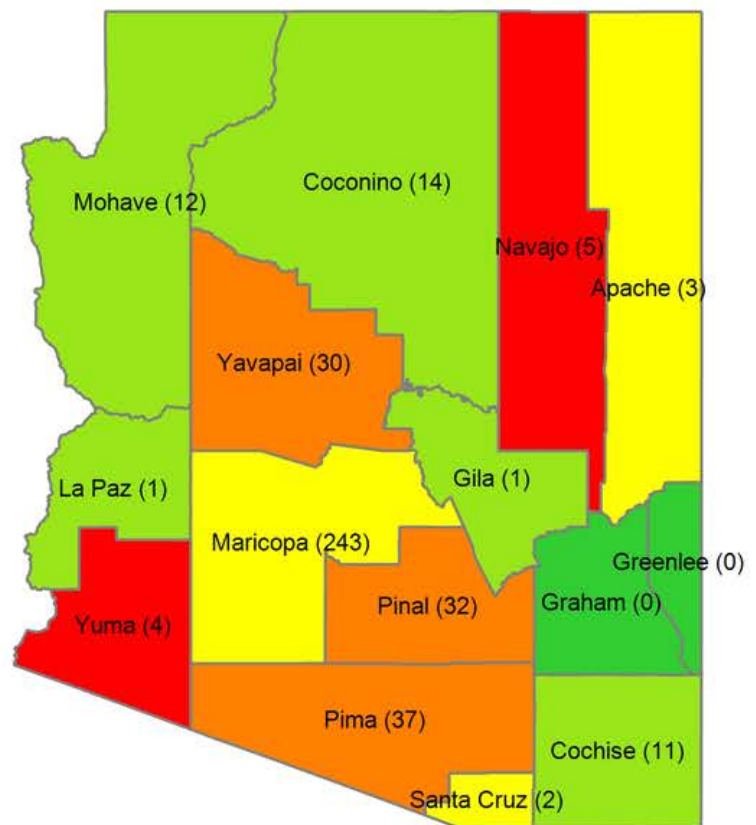 Coconino (14)
Mohave (12)
Navajo (5)
Apache (3)
Yavapai (30)
Gila (1)
La Paz (1)
Maricopa (243)
Greenlee (0)
Pinal (32)
Graham (0)
Yuma (4)
Pima (37)
Cochise (11)
Santa Cruz (2)